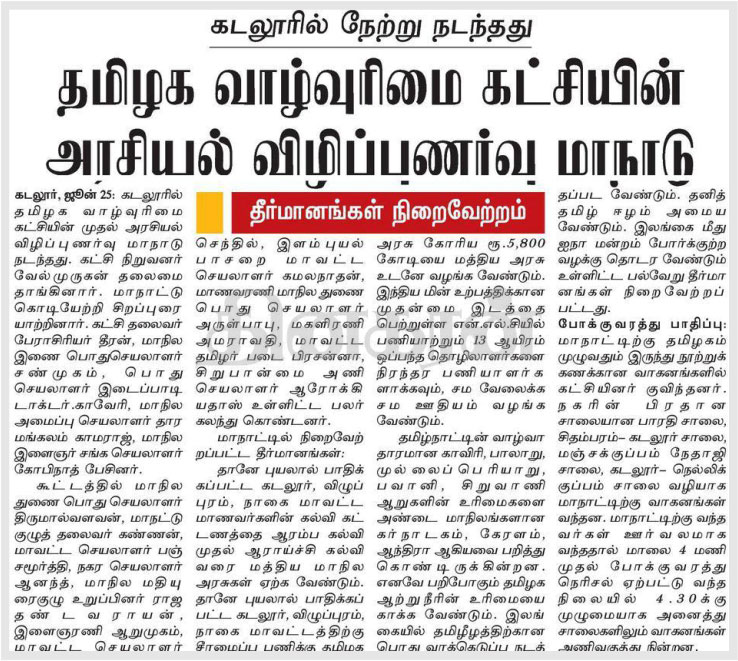 கடலூரில் நேற்று நடந்தது
தமிழக வாழ்வுரிமை கட்சியின்
அரசியல் விழிப்புணர்வு மாநாடு
தீர்மானங்கள் நிறைவேற்றம்
கடலூர், ஜூன் 25: கடலூரில்
தமிழக வாழ்வுரிமை
கட்சியின் முதல் அரசியல்
விழிப்புணர்வு மாநாடு
நடந்தது. கட்சி நிறுவனர்
வேல்முருகன் தலைமை
தாங்கினார். மாநாட்டு
கொடியேற்றி சிறப்புரை
யாற்றினார். கட்சி தலைவர்
பேராசிரியர் தீரன், மாநில
இணை பொதுசெயலாளர்
சண்முகம், பொது
செயலாளர் இடைப்பாடி
டாக்டர்.காவேரி, மாநில
அமைப்பு செயலாளர் தார
மங்கலம் காமராஜ், மாநில
இளைஞர் சங்க செயலாளர்
கோபிநாத் பேசினர்.
கூட்டத்தில் மாநில
துணை பொது செயலாளர்
திருமால்வளவன், மாநட்டு
குழுத் தலைவர் கண்ணன்,
மாவட்ட செயலாளர் பஞ்
சமூர்த்தி, நகர செயலாளர்
ஆனந்த், மாநில மதியு
ரைகுழு உறுப்பினர் ராஜ
தண்டவராயன்,
இளைஞரணி ஆறுமுகம்,
மாவட்ட செயலாளர்
செந்தில், இளம்புயல்
பாசறை மாவட்ட
செயலாளர் கமலநாதன்,
மாணவரணி மாநில துணை
பொது செயலாளர்
அருள்பாபு, மகளிரணி
அமராவதி, மாவட்ட
தமிழர் படை பிரசன்னா,
சிறுபான்மை அணி
செயலாளர் ஆரோக்கி
யதாஸ் உள்ளிட்ட பலர்
கலந்து கொண்டனர்.
மாநாட்டில் நிறைவேற்
றப்பட்ட தீர்மானங்கள்:
தானே புயலால் பாதிக்
கப்பட்ட கடலூர், விழுப்
புரம், நாகை மாவட்ட
மாணவர்களின் கல்வி கட்
டணத்தை ஆரம்ப கல்வி
முதல் ஆராய்ச்சி கல்வி
வரை மத்திய மாநில
அரசுகள் ஏற்க வேண்டும்.
தானே புயலால் பாதிக்கப்
பட்ட கடலூர், விழுப்புரம்,
நாகை மாவட்டத்திற்கு
சீரமைப்பு பணிக்கு தமிழக
அரசு கோரிய ரூ.5,800
கோடியை மத்திய அரசு
உடனே வழங்க வேண்டும்.
இந்திய மின் உற்பத்திக்கான
முதன்மை இடத்தை
பெற்றுள்ள என்.எல்.சியில்
பணியாற்றும் 13 ஆயிரம்
ஒப்பந்த தொழிலாளர்களை
நிரந்தர பணியாளர்க
ளாக்கவும், சம வேலைக்க
சம ஊதியம் வழங்க
வேண்டும்.
தமிழ்நாட்டின் வாழ்வா
தாரமான காவிரி, பாலாறு,
முல்லைப்பெரியாறு,
பவானி, சிறுவாணி
ஆறுகளின் உரிமைகளை
அண்டை மாநிலங்களான
கர்நாடகம், கேரளம்,
ஆந்திரா ஆகியவை பறித்து
கொண்டிருக்கின்றன.
எனவே பறிபோகும் தமிழக
ஆற்று நீரின் உரிமையை
காக்க வேண்டும். இலங்
கையில் தமிழீழத்திற்கான
பொது வாக்கெடுப்பு நடத்
தப்பட வேண்டும். தனித்
தமிழ் ஈழம் அமைய
வேண்டும். இலங்கை மீது
ஐநா மன்றம் போர்க்குற்ற
வழக்கு தொடர வேண்டும்
உள்ளிட்ட பல்வேறு தீர்மா
னங்கள் நிறைவேற்றப்
பட்டது.
போக்குவரத்து பாதிப்பு:
மாநாட்டிற்கு தமிழகம்
முழுவதும் இருந்து நூற்றுக்
கணக்கான வாகனங்களில்
கட்சியினர் குவிந்தனர்.
நகரின் பிரதான
சாலையான பாரதி சாலை,
சிதம்பரம்– கடலூர் சாலை,
மஞ்சக்குப்பம் நேதாஜி
சாலை, கடலூர்– நெல்லிக்
குப்பம் சாலை வழியாக
மாநாட்டிற்கு வாகனங்கள்
வந்தன. மாநாட்டிற்கு வந்த
வர்கள் ஊர்வலமாக
வந்ததால் மாலை 4 மணி
முதல் போக்குவரத்து
நெரிசல் ஏற்பட்டு வந்த
நிலையில் 4.30க்கு
முழுமையாக அனைத்து
சாலைகளிலும் வாகனங்கள்
அணிவகுத்து நின்றன.